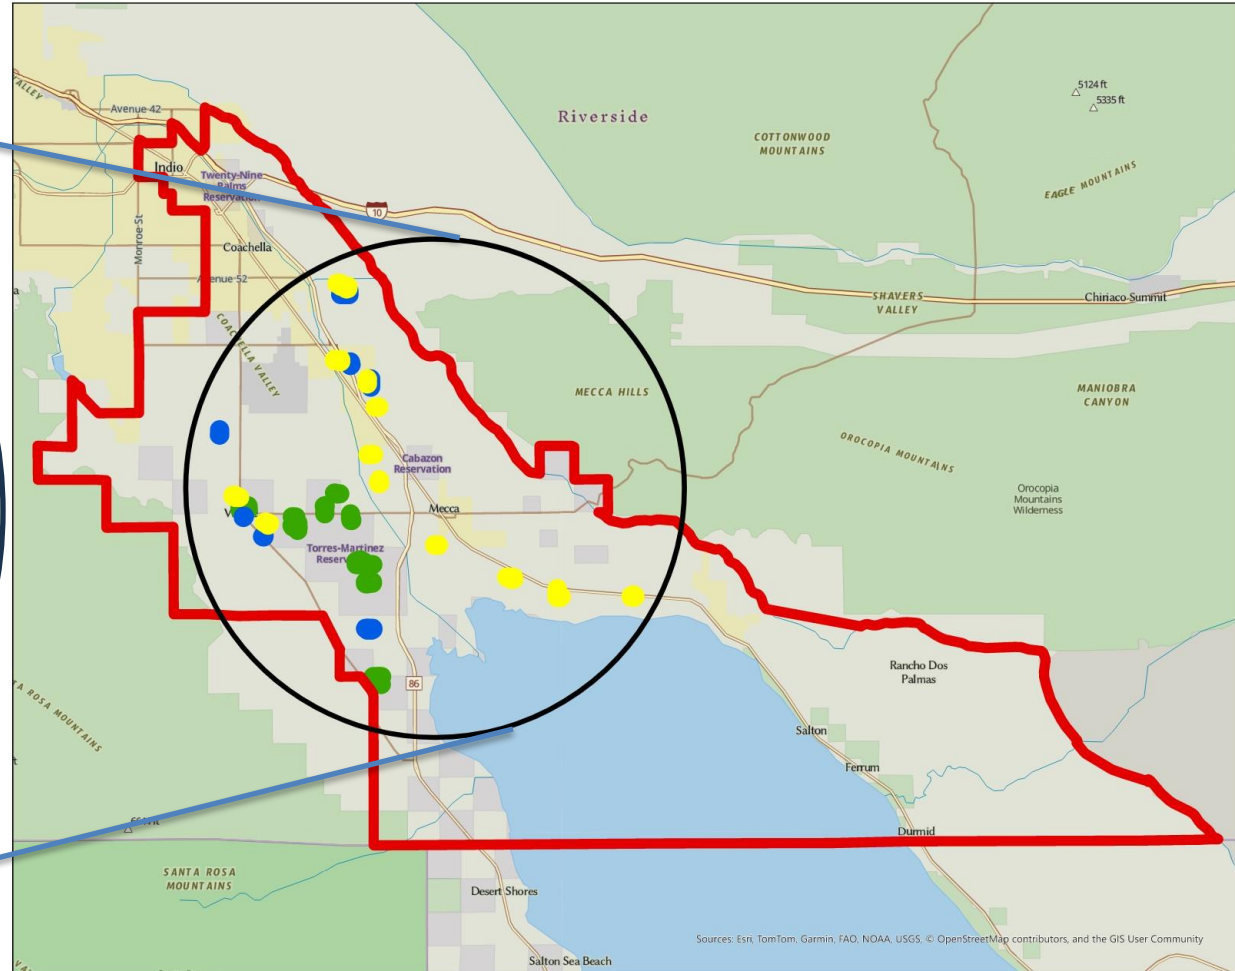 VALLEY
Avenue 42
Indio
Twenty-Nine
Palms
Reservation
Monroe St
Coachella
Avenue 52
a
COACHELLA VALLEY
10
Riverside
COTTONWOOD
MOUNTAINS
5124 ft
5335 ft
EAGLE MOUNTAINS
SHAVERS
VALLEY
Chiriaco Summit
MECCA HILLS
MANIOBRA
CANYON
OROCOPIA MOUNTAINS
Cabazon
Reservation
Orocopia
Mountains
Wilderness
V
Mecca
Torres-Martinez
86
Rancho Dos
Palmas
TA ROSA MOUNTAINS
t
Salton
Ferrum
Durmid
SANTA ROSA
MOUNTAINS
Desert Shores
Sources: Esri, TomTom, Garmin, FAO, NOAA, USGS, © OpenStreetMap contributors, and the GIS User Community
Salton Sea Beach
VA